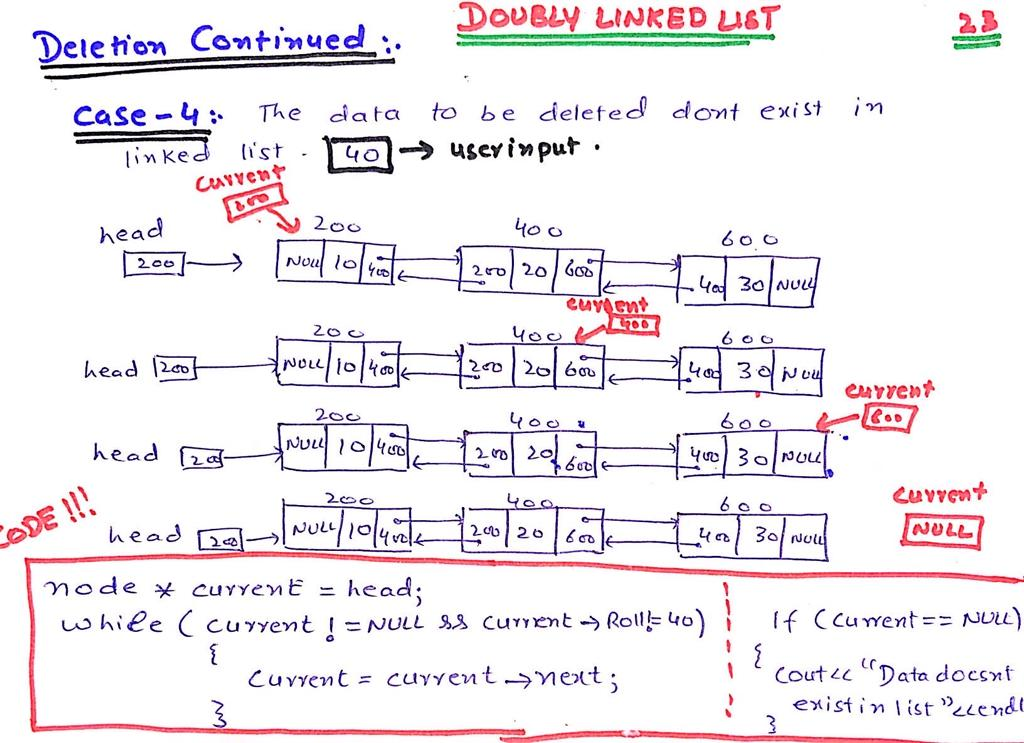 DOUBLY LINKED LIST
23
Deletion Continued :.
Case-4:. The data to be deleted dont exist in
linked list. 40 → userinput.
current
200
head
200
200 400 600
NULL 10 400 200 20 600 400 30 NULL
current
400
200 400 600
head 200 NULL 10 400 200 20 600 400 30 NULL
current
600
200 400 600
head 200 NULL 10 400 200 20 600 400 30 NULL
current
NULL
CODE!!!
200 400 600
head 200 NULL 10 400 200 20 600 400 30 NULL
node * current = head;
while ( current != NULL && current → Roll != 40)
{
current = current → next;
}
If (current == NULL)
{
cout << "Data doesnt
exist in list" << endl
}